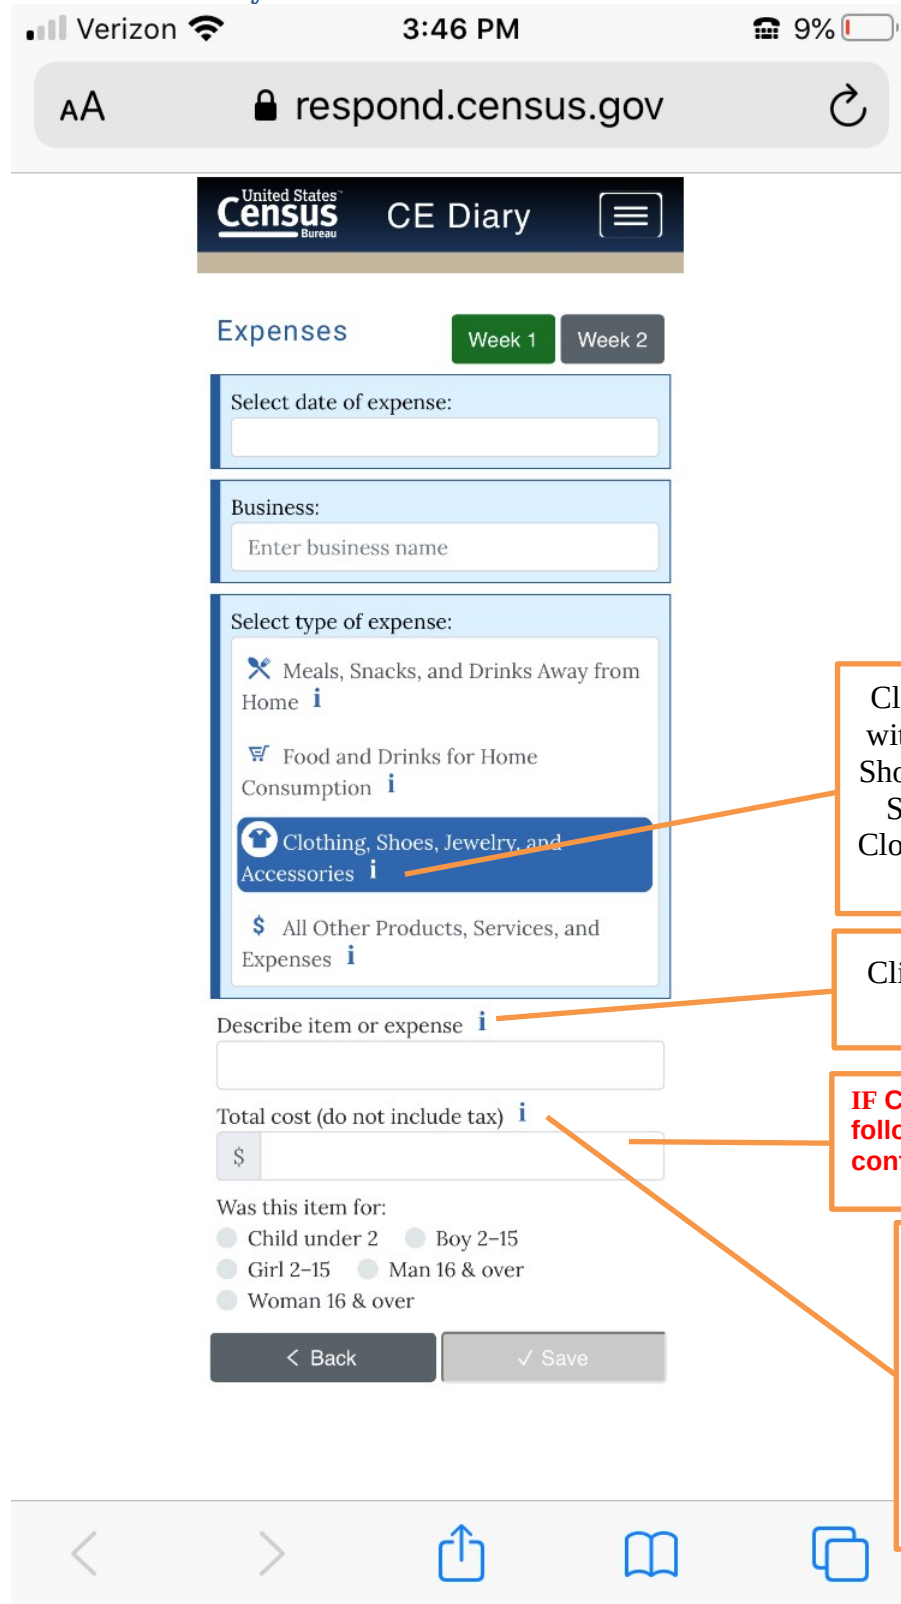 Verizon 3:46 PM 9%
AA respond.census.gov
United States
Census
Bureau
CE Diary
Expenses Week 1 Week 2
Select date of expense:
Business:
Enter business name
Select type of expense:
Meals, Snacks, and Drinks Away from
Home i
Food and Drinks for Home
Consumption i
Clothing, Shoes, Jewelry, and
Accessories i
$ All Other Products, Services, and
Expenses i
Describe item or expense i
Total cost (do not include tax) i
$
Was this item for:
Child under 2 Boy 2–15
Girl 2–15 Man 16 & over
Woman 16 & over
< Back ✓ Save
IF